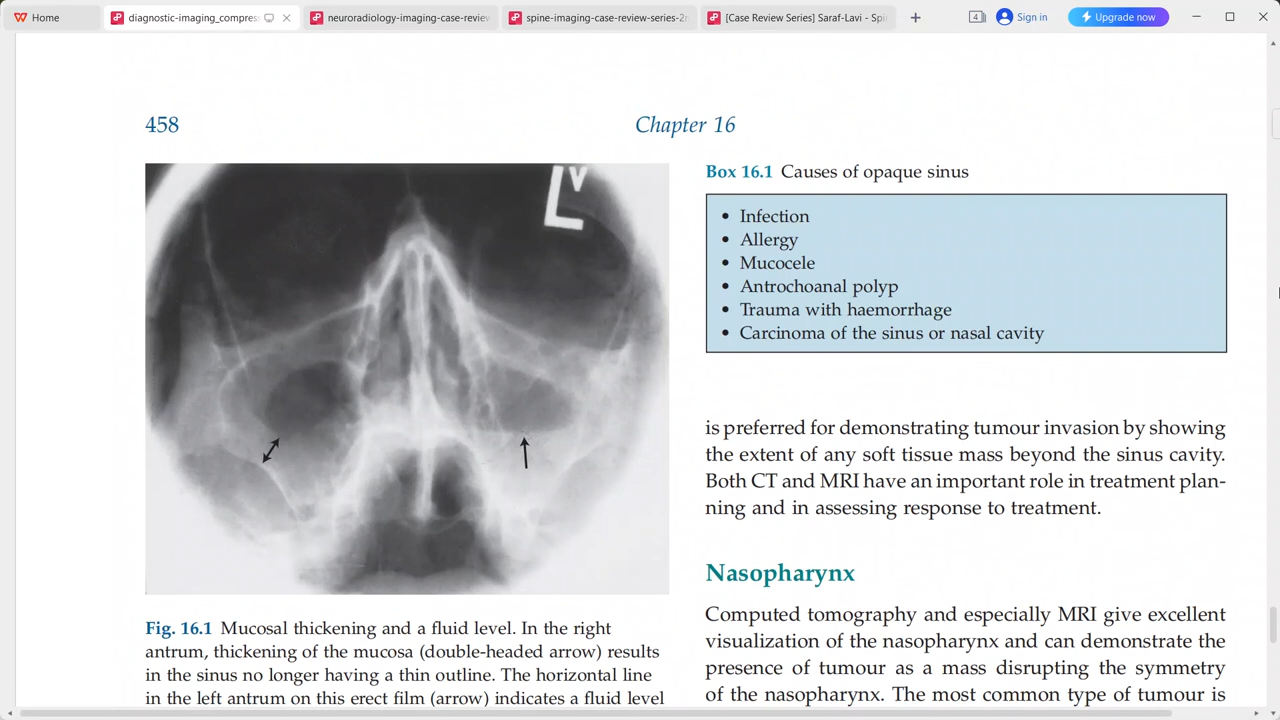 Home
diagnostic-imaging_compress
neuroradiology-imaging-case-review
spine-imaging-case-review-series-2
[Case Review Series] Saraf-Lavi - Spi
4
Sign in
Upgrade now
458
Chapter 16
L
Fig. 16.1 Mucosal thickening and a fluid level. In the right
antrum, thickening of the mucosa (double-headed arrow) results
in the sinus no longer having a thin outline. The horizontal line
in the left antrum on this erect film (arrow) indicates a fluid level
Box 16.1 Causes of opaque sinus
• Infection
• Allergy
• Mucocele
• Antrochoanal polyp
• Trauma with haemorrhage
• Carcinoma of the sinus or nasal cavity
is preferred for demonstrating tumour invasion by showing
the extent of any soft tissue mass beyond the sinus cavity.
Both CT and MRI have an important role in treatment plan-
ning and in assessing response to treatment.
Nasopharynx
Computed tomography and especially MRI give excellent
visualization of the nasopharynx and can demonstrate the
presence of tumour as a mass disrupting the symmetry
of the nasopharynx. The most common type of tumour is